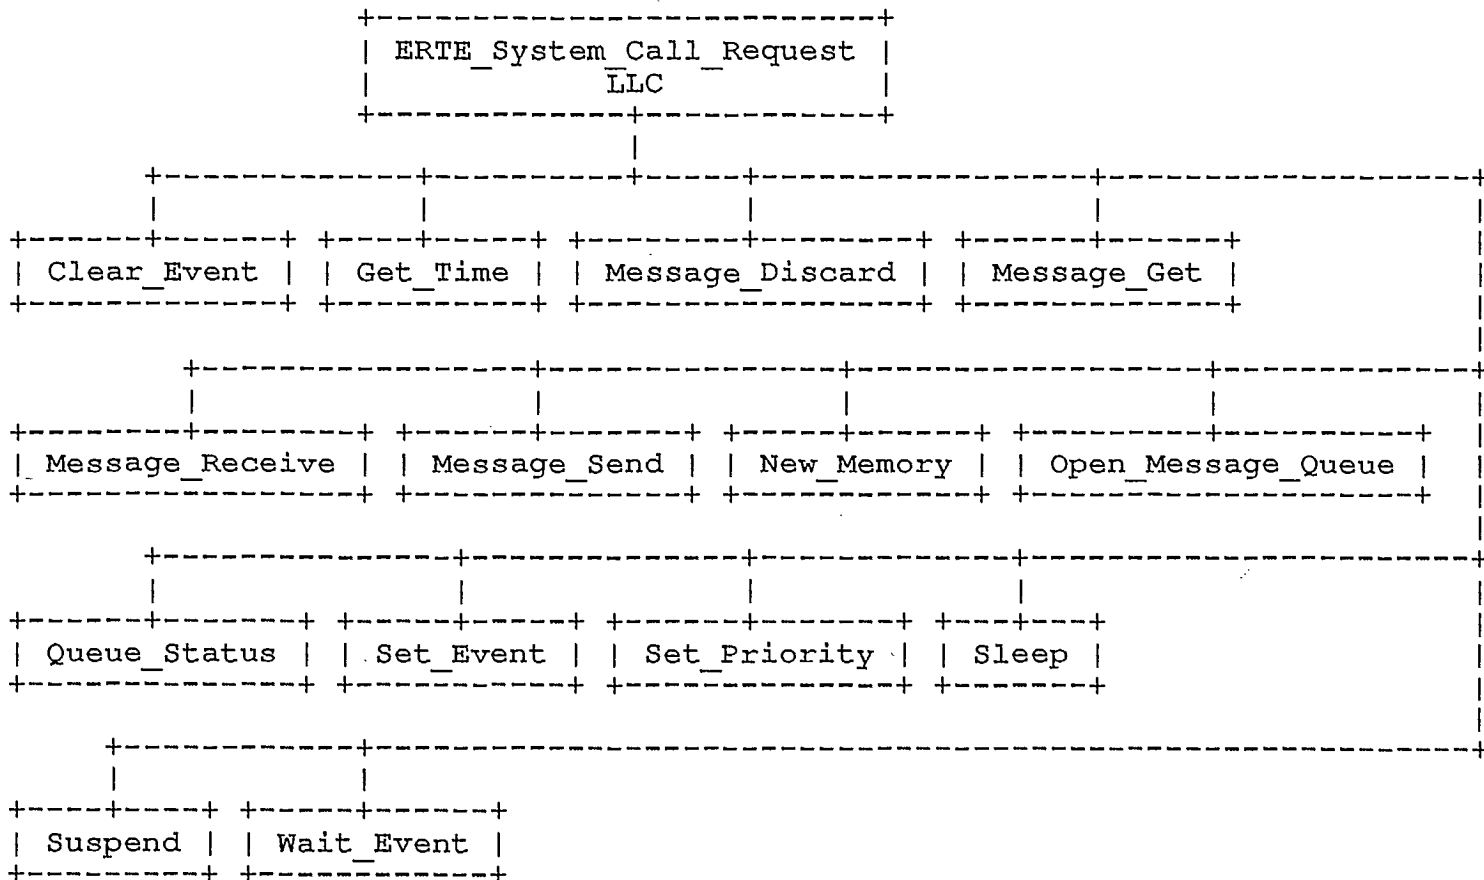 ERTE_System_Call_Request
LLC
Clear_Event
Get_Time
Message_Discard
Message_Get
Message_Receive
Message_Send
New_Memory
Open_Message_Queue
Queue_Status
Set_Event
Set_Priority
Sleep
Suspend
Wait_Event